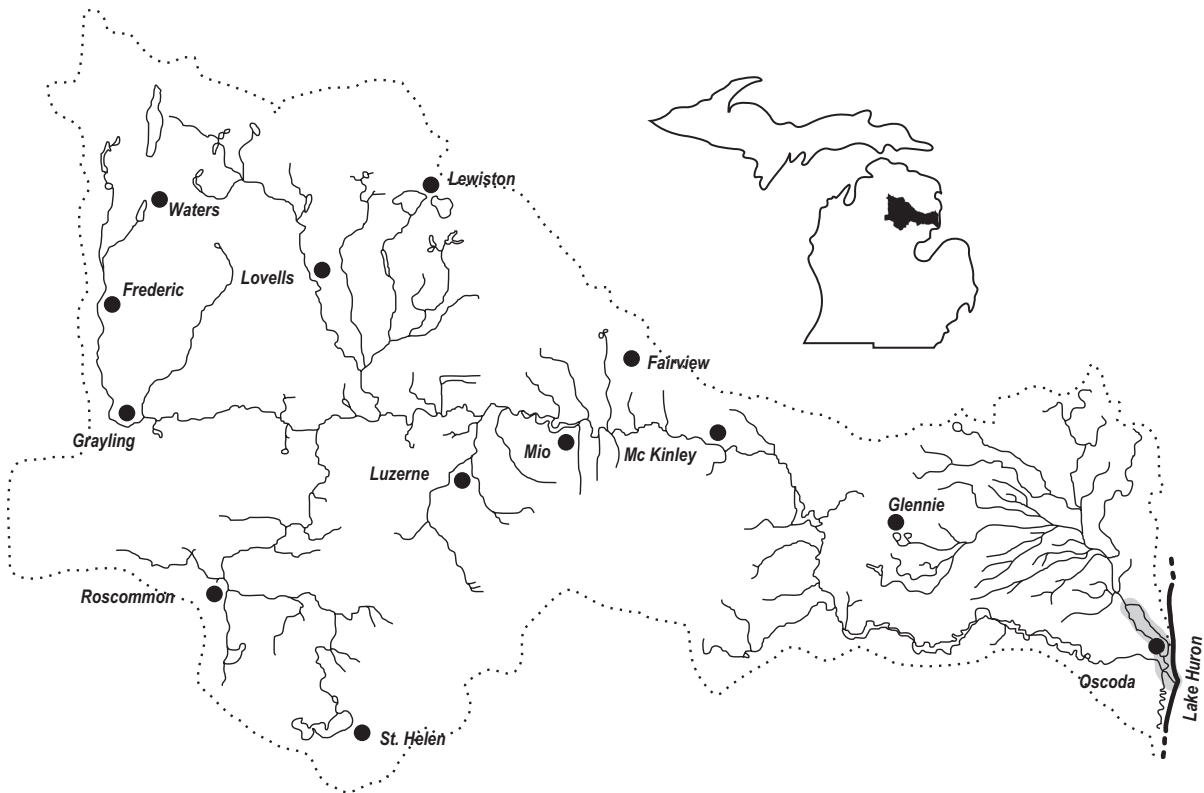 Lewiston
Waters
Lovells
Frederic
Fairview
Grayling
Mio
Mc Kinley
Luzerne
Glennie
Roscommon
Oscoda
Lake Huron
St. Helen